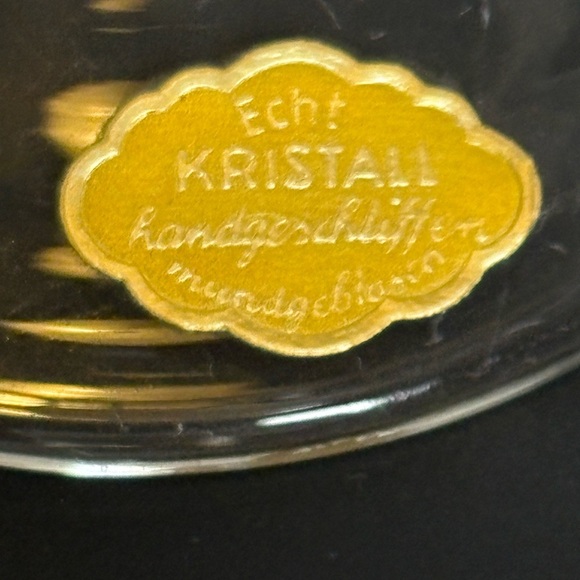 Echt
KRISTALL
handgeschliffen
mundgeblasen